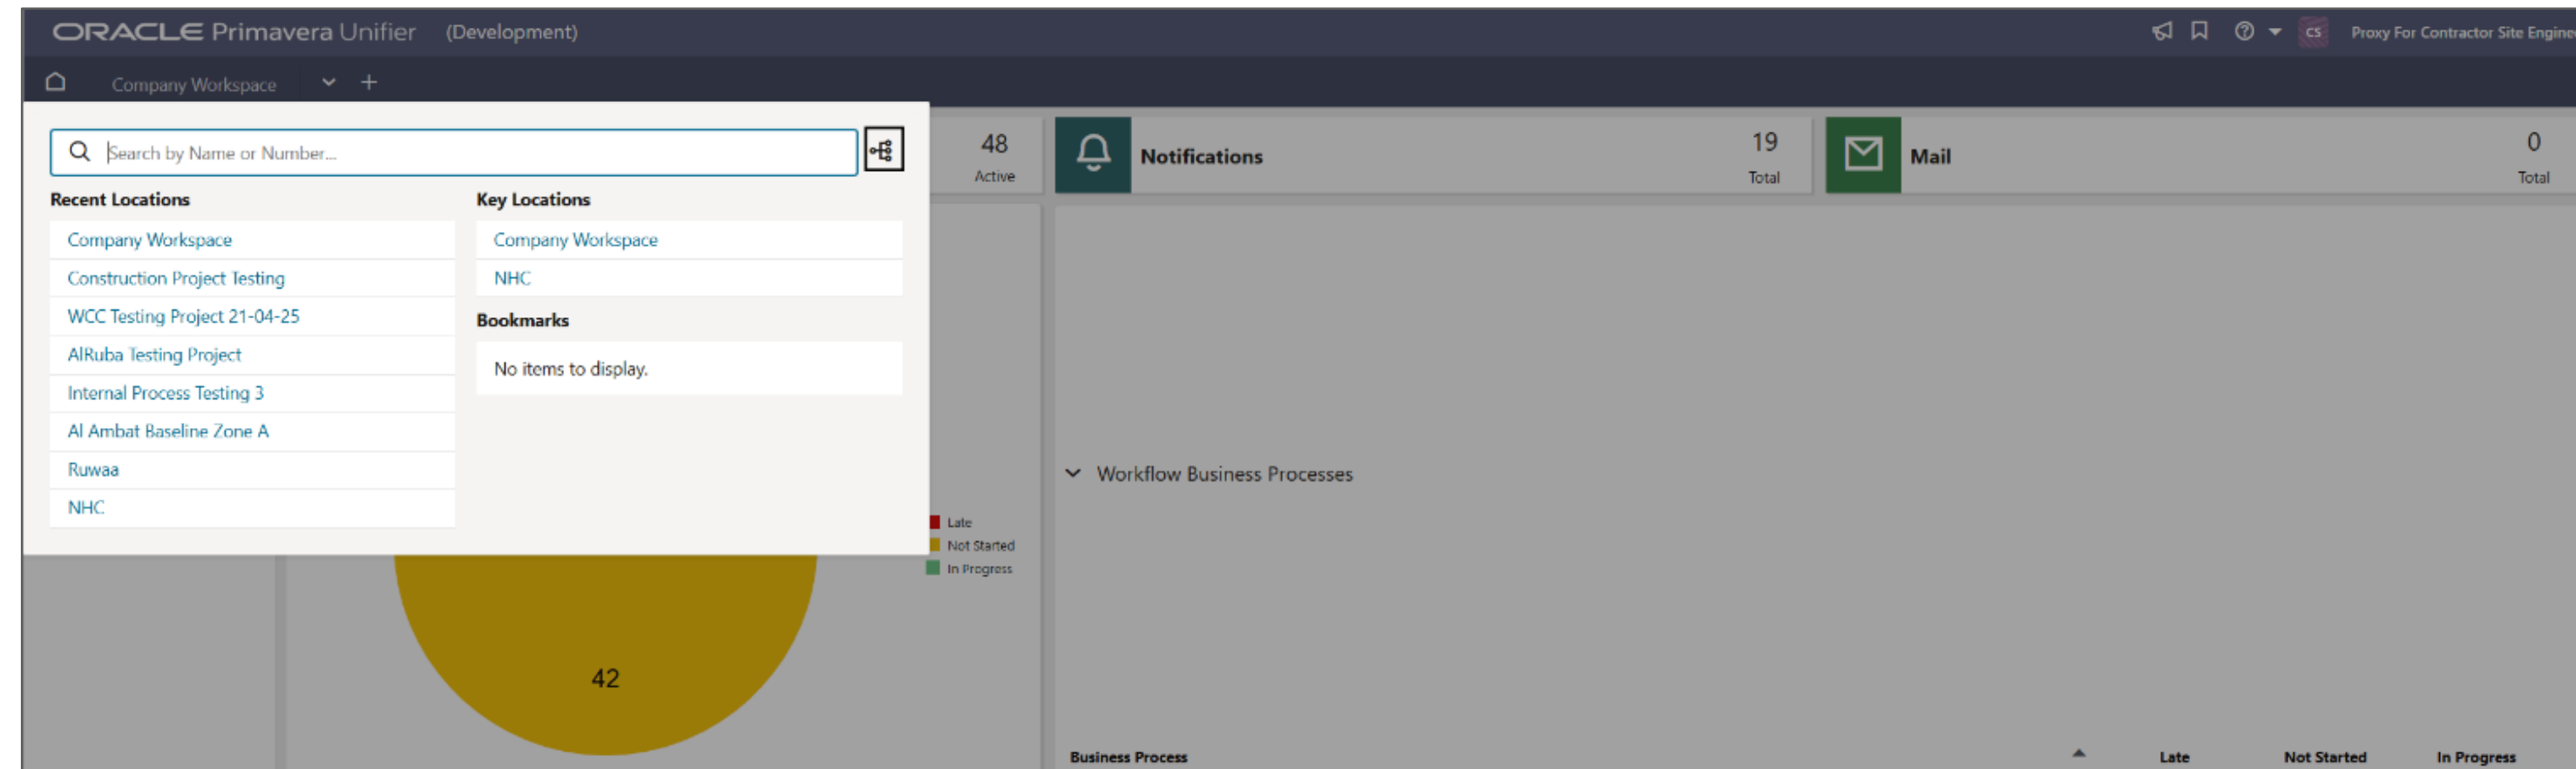 ORACLE Primavera Unifier (Development)
CS Proxy For Contractor Site
Company Workspace
Search by Name or Number...
48
Active
Notifications
19
Total
Mail
0
Total
Recent Locations
Company Workspace
Construction Project Testing
WCC Testing Project 21-04-25
AlRuba Testing Project
Internal Process Testing 3
Al Ambat Baseline Zone A
Ruwaa
NHC
Key Locations
Company Workspace
NHC
Bookmarks
No items to display.
Late
Not Started
In Progress
42
Workflow Business Processes
Business Process Late Not Started In Progress